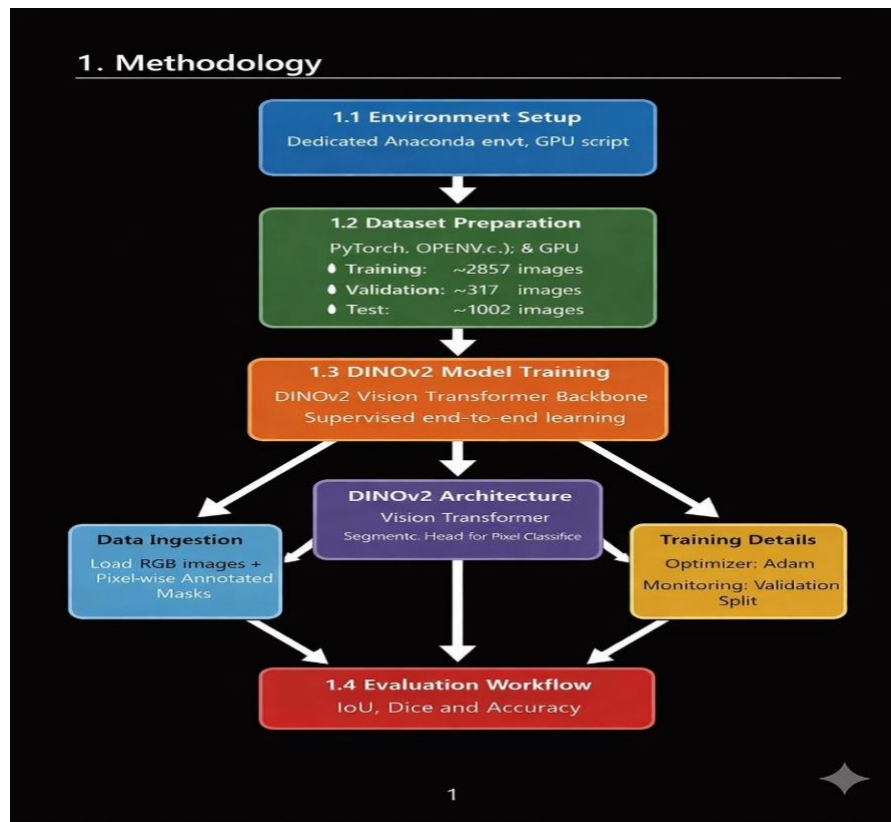 1. Methodology
1.1 Environment Setup
Dedicated Anaconda envt, GPU script
1.2 Dataset Preparation
PyTorch, OPENV.c.); & GPU
Training: ~2857 images
Validation: ~317 images
Test: ~1002 images
1.3 DINOv2 Model Training
DINOv2 Vision Transformer Backbone
Supervised end-to-end learning
DINOv2 Architecture
Vision Transformer
Segmentc. Head for Pixel Classifice
Data Ingestion
Load RGB images +
Pixel-wise Annotated
Masks
Training Details
Optimizer: Adam
Monitoring: Validation
Split
1.4 Evaluation Workflow
IoU, Dice and Accuracy
1